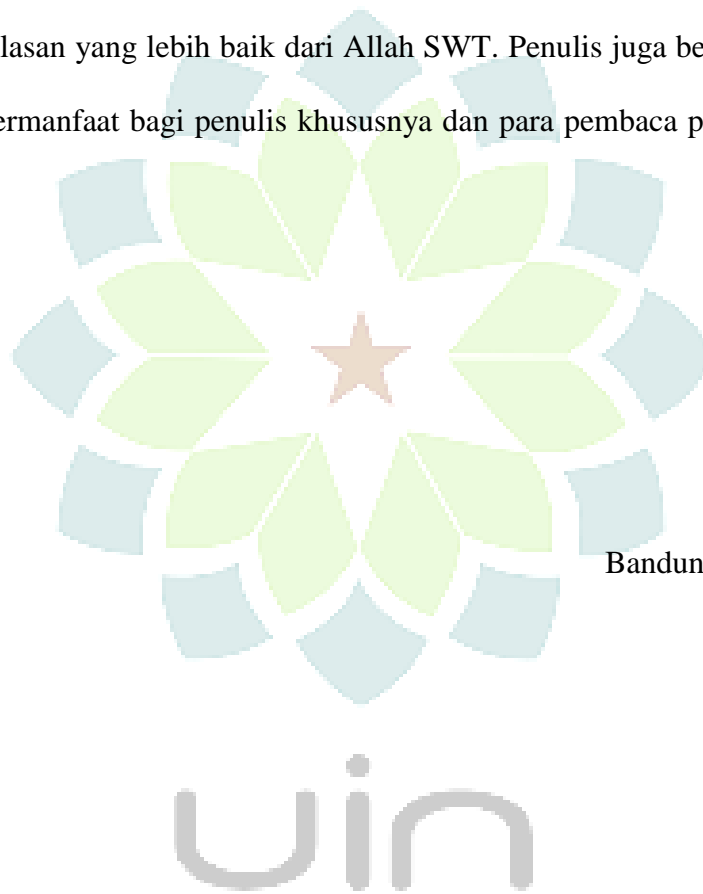 lasan yang lebih baik dari Allah SWT. Penulis juga be
ermanfaat bagi penulis khususnya dan para pembaca p
Bandun
uin